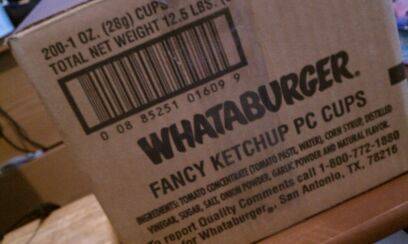 200-1 OZ. (28g) CUPS
TOTAL NET WEIGHT 12.5 LBS.
0 08 85251 01609 9
WHATABURGER®
FANCY KETCHUP PC CUPS
INGREDIENTS: TOMATO CONCENTRATE (TOMATO PASTE, WATER), CORN SYRUP, DISTILLED
VINEGAR, SUGAR, SALT, ONION POWDER, GARLIC POWDER AND NATURAL FLAVOR.
To report Quality Comments call 1-800-772-1880
for Whataburger®, San Antonio, TX, 78216